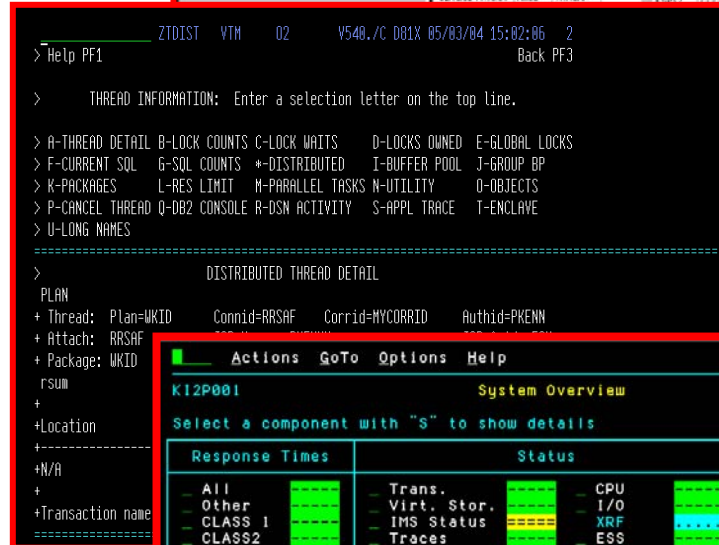 ZTDIST VTM O2 V540./C D81X 05/03/04 15:02:06 2
> Help PF1 Back PF3
> THREAD INFORMATION: Enter a selection letter on the top line.
> A-THREAD DETAIL B-LOCK COUNTS C-LOCK WAITS D-LOCKS OWNED E-GLOBAL LOCKS
> F-CURRENT SQL G-SQL COUNTS *-DISTRIBUTED I-BUFFER POOL J-GROUP BP
> K-PACKAGES L-RES LIMIT M-PARALLEL TASKS N-UTILITY O-OBJECTS
> P-CANCEL THREAD Q-DB2 CONSOLE R-DSN ACTIVITY S-APPL TRACE T-ENCLAVE
> U-LONG NAMES
> DISTRIBUTED THREAD DETAIL
PLAN
+ Thread: Plan=WKID Connid=RRSAF Corrid=MYCORRID Authid=PKENN
+ Attach: RRSAF
+ Package: WKID
rsum
+
+Location
+-----------------
+N/A
+
+Transaction name
Actions GoTo Options Help
K12P001 System Overview
Select a component with "S" to show details
Response Times Status
_ All ----- _ Trans. ----- _ CPU -----
_ Other ----- _ Virt. Stor. ----- _ I/O -----
_ CLASS 1 ----- _ IMS Status ===== XRF .....
_ CLASS2 ----- _ Traces ----- _ ESS -----